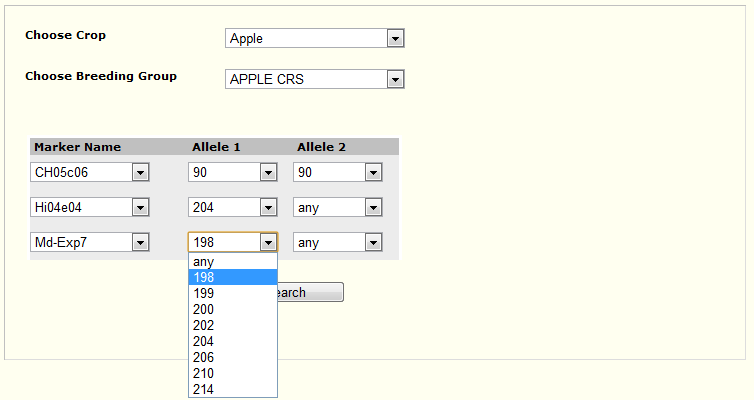 Choose Crop Apple
Choose Breeding Group APPLE CRS
Marker Name Allele 1 Allele 2
CH05c06 90 90
Hi04e04 204 any
Md-Exp7 198 any
any
198
199
earch
200
202
204
206
210
214